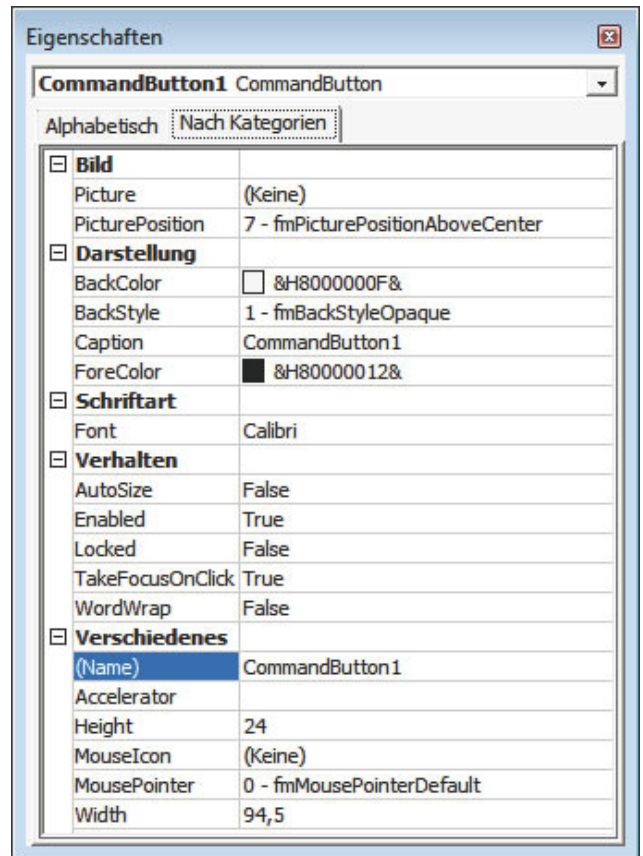 Eigenschaften
CommandButton1 CommandButton
Alphabetisch Nach Kategorien
Bild
Picture (Keine)
PicturePosition 7 - fmPicturePositionAboveCenter
Darstellung
BackColor &H8000000F&
BackStyle 1 - fmBackStyleOpaque
Caption CommandButton1
ForeColor &H80000012&
Schriftart
Font Calibri
Verhalten
AutoSize False
Enabled True
Locked False
TakeFocusOnClick True
WordWrap False
Verschiedenes
(Name) CommandButton1
Accelerator
Height 24
MouseIcon (Keine)
MousePointer 0 - fmMousePointerDefault
Width 94,5